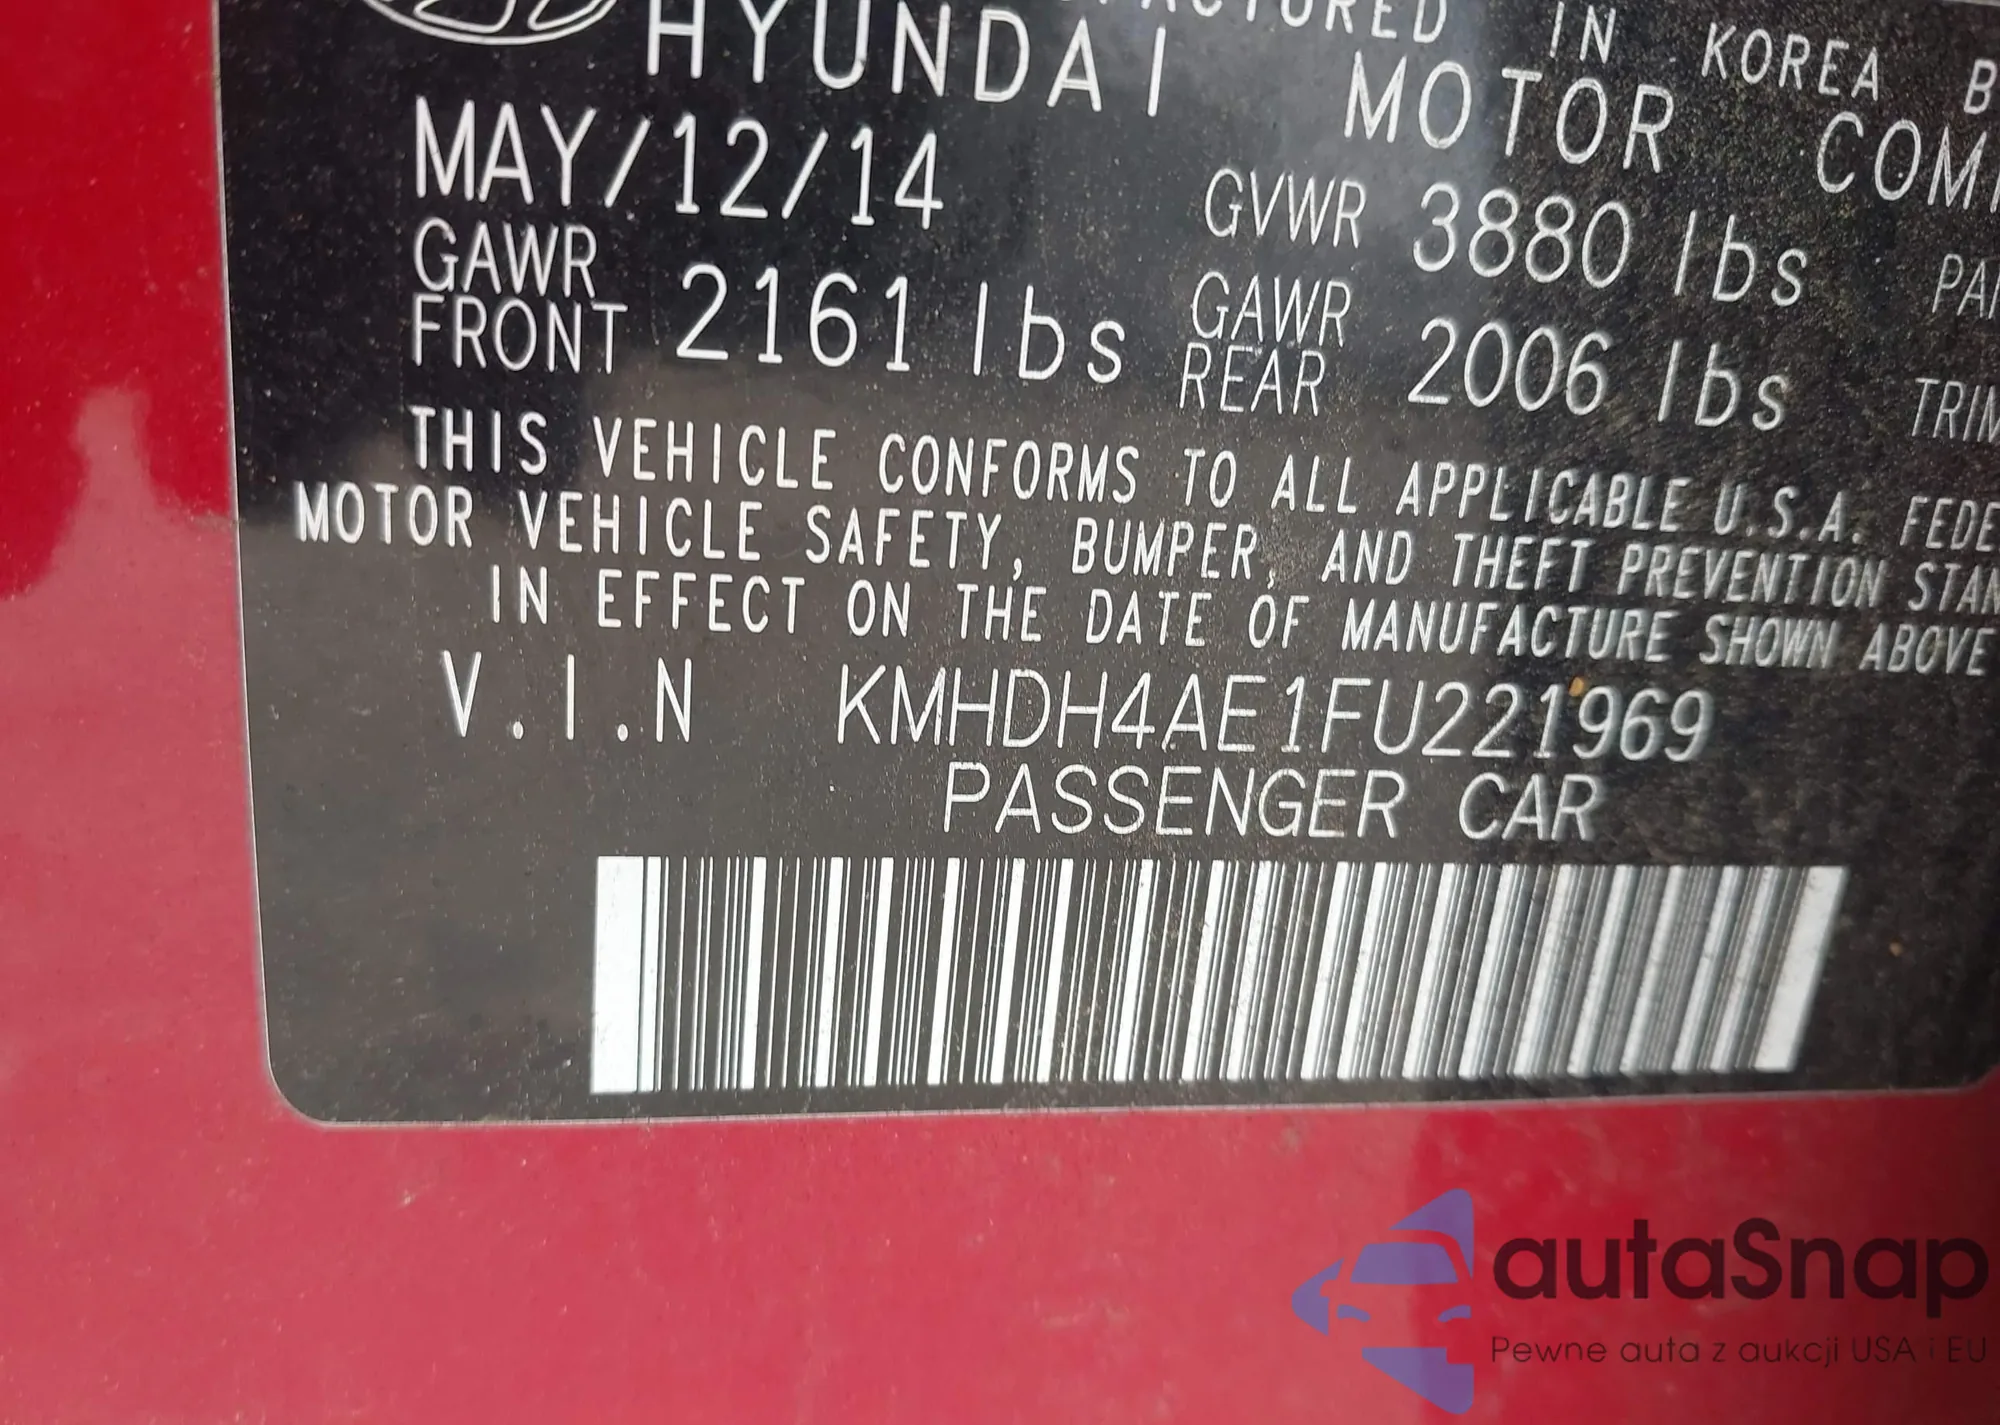 IN KOREA
HYUNDAI MOTOR
MAY/12/14 GVWR 3880 lbs
GAWR FRONT 2161 lbs GAWR REAR 2006 lbs
THIS VEHICLE CONFORMS TO ALL APPLICABLE U.S.A.
MOTOR VEHICLE SAFETY, BUMPER, AND THEFT PREVENTION
IN EFFECT ON THE DATE OF MANUFACTURE SHOWN ABOVE
V.I.N KMHDH4AE1FU221969
PASSENGER CAR
autaSnap
Pewne auta z aukcji USA i EU